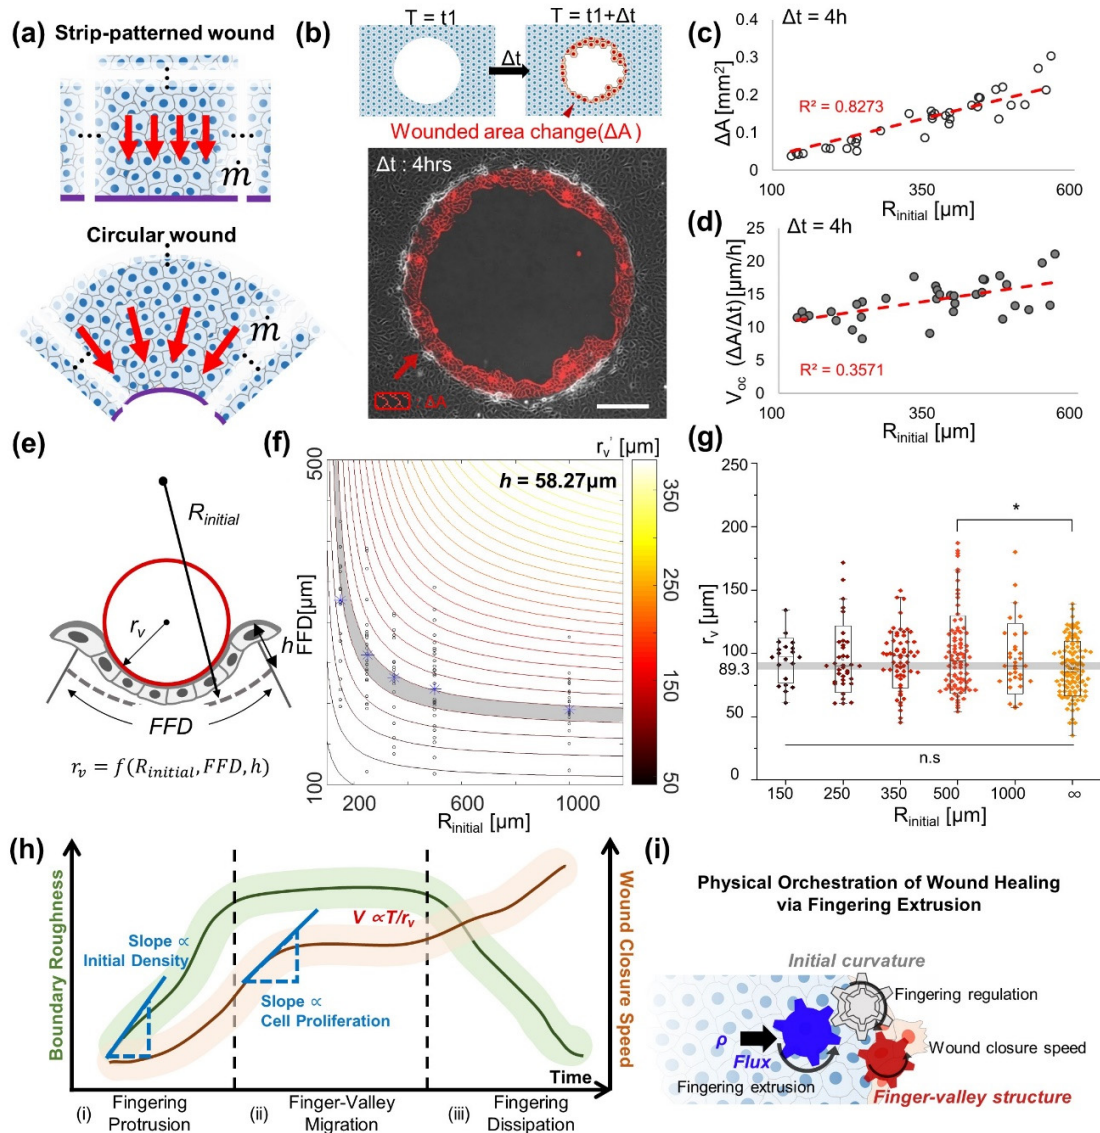 (a)
Strip-patterned wound
ṁ
Circular wound
ṁ
(b)
T = t1
T = t1+Δt
Δt
Wounded area change(ΔA)
Δt : 4hrs
: ΔA
(c)
Δt = 4h
ΔA [mm²]
0.4
0.3
0.2
0.1
0
R² = 0.8273
100
350
600
R_initial [µm]
(d)
Δt = 4h
V_oc (ΔA/Δt) [µm/h]
25
20
15
10
5
0
R² = 0.3571
100
350
600
R_initial [µm]
(e)
R_initial
r_v
h
FFD
r_v = f(R_initial, FFD, h)
(f)
r_v' [µm]
h = 58.27µm
FFD[µm]
500
100
200
600
1000
R_initial [µm]
350
250
150
50
(g)
r_v [µm]
250
200
150
100
89.3
50
0
*
n.s
150
250
350
500
1000
∞
R_initial [µm]
(h)
Boundary Roughness
Wound Closure Speed
Slope ∝
Initial Density
V ∝T/r_v
Slope ∝
Cell Proliferation
Time
(i) Fingering
Protrusion
(ii) Finger-Valley
Migration
(iii) Fingering
Dissipation
(i)
Physical Orchestration of Wound Healing
via Fingering Extrusion
Initial curvature
Fingering regulation
ρ
Flux
Wound closure speed
Fingering extrusion
Finger-valley structure